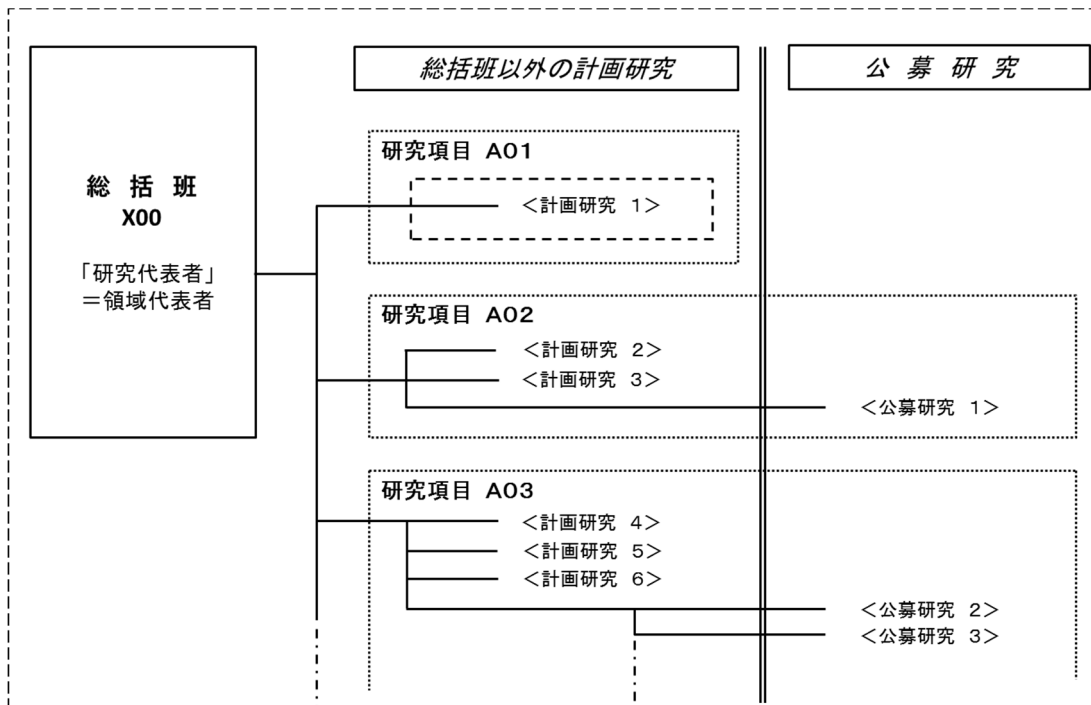 総括班以外の計画研究
公 募 研 究
総 括 班
X00
「研究代表者」
＝領域代表者
研究項目 A01
＜計画研究 1＞
研究項目 A02
＜計画研究 2＞
＜計画研究 3＞
＜公募研究 1＞
研究項目 A03
＜計画研究 4＞
＜計画研究 5＞
＜計画研究 6＞
＜公募研究 2＞
＜公募研究 3＞